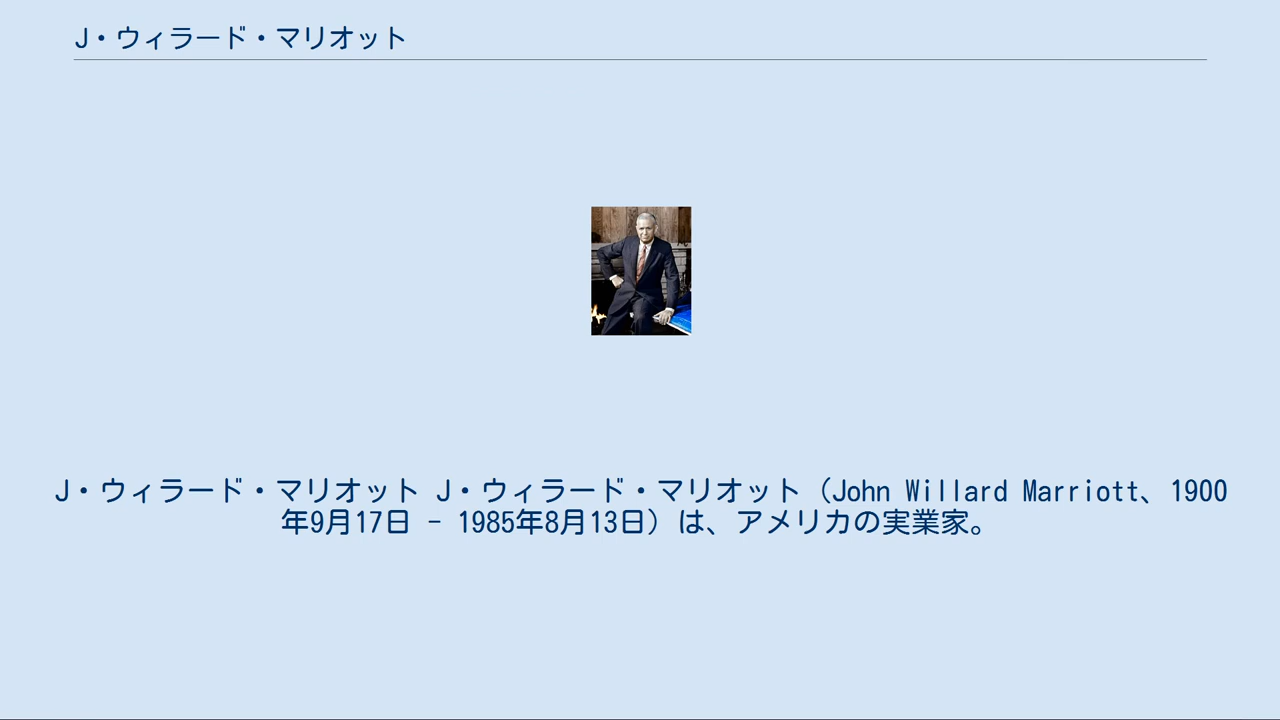 J・ウィラード・マリオット
J・ウィラード・マリオット J・ウィラード・マリオット（John Willard Marriott、1900
年9月17日 - 1985年8月13日）は、アメリカの実業家。